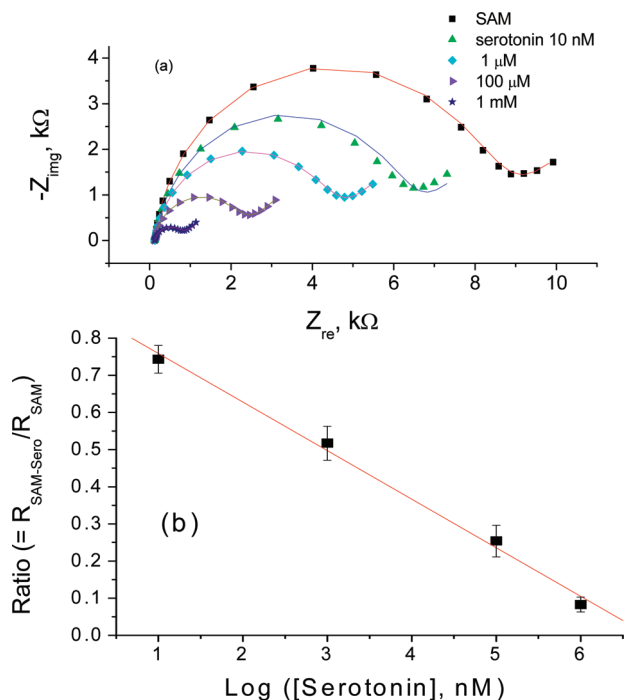 SAM
serotonin 10 nM
1 μM
100 μM
1 mM
(a)
4
3
2
1
0
-Z_img, kΩ
0 2 4 6 8 10
Z_re, kΩ
0.8
0.7
0.6
0.5
0.4
0.3
0.2
0.1
0.0
Ratio (= R_SAM-Sero/R_SAM)
(b)
1 2 3 4 5 6
Log ([Serotonin], nM)